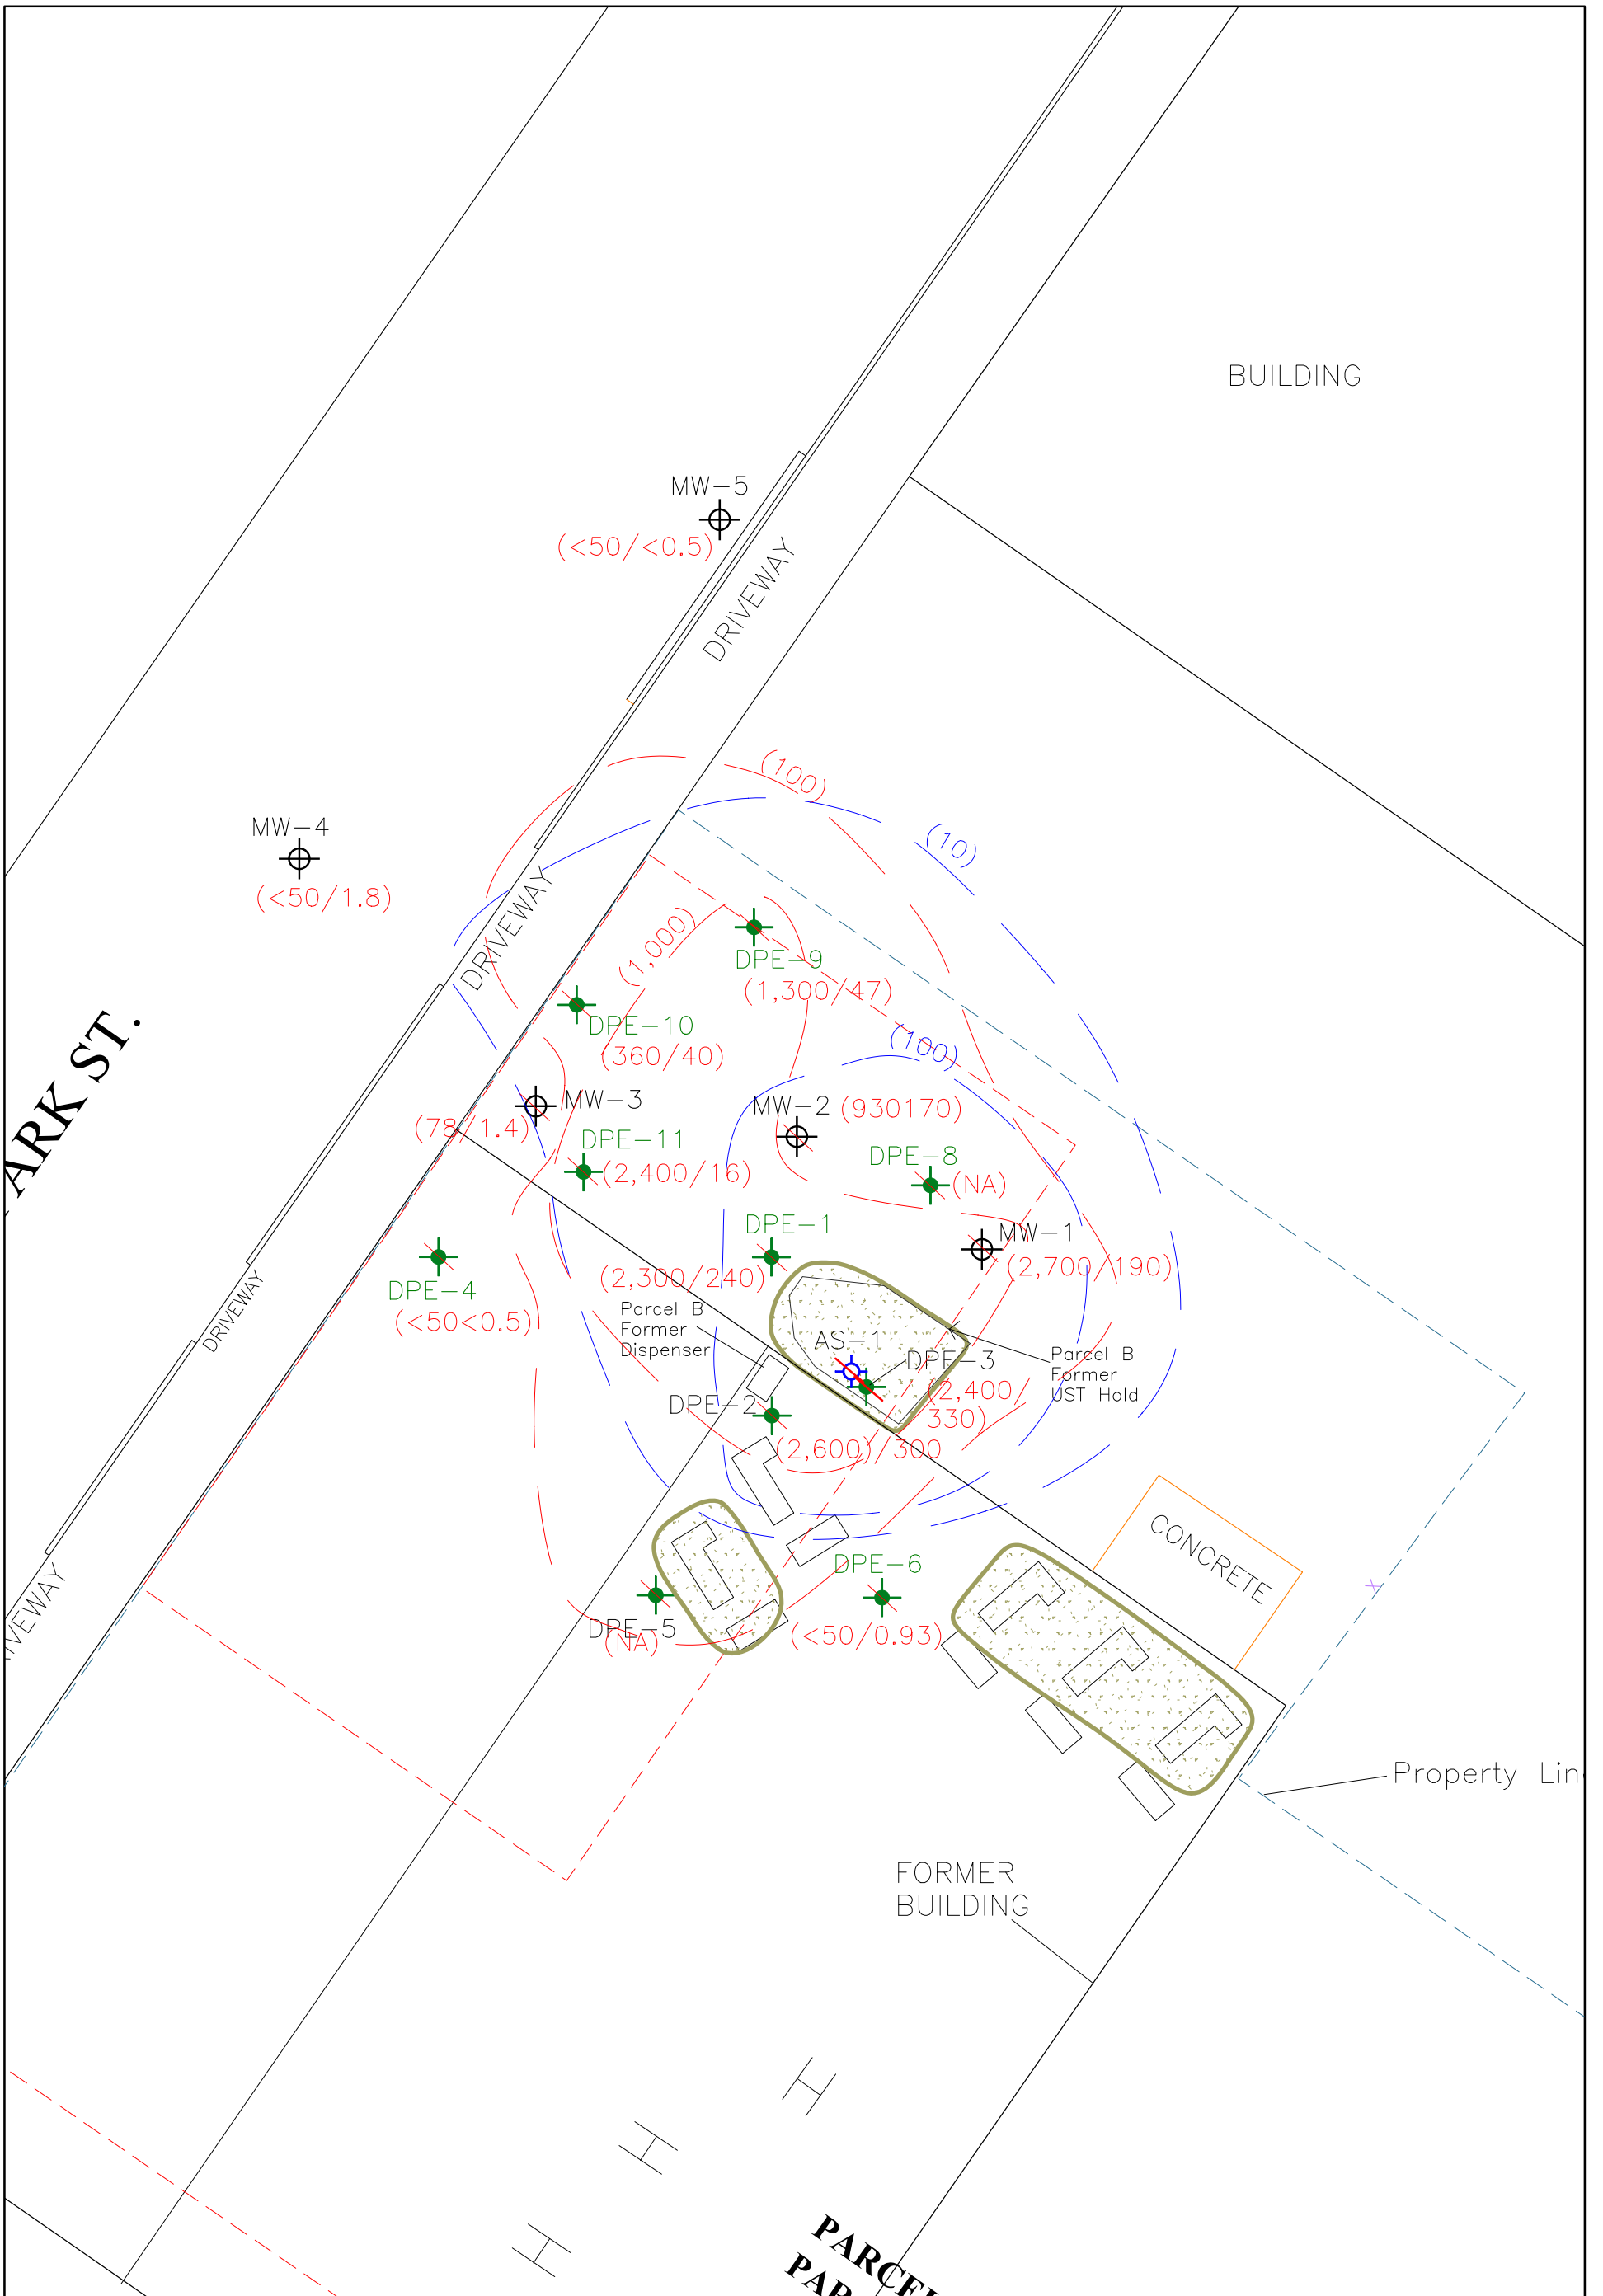 BUILDING
MW-5
(<50/<0.5)
DRIVEWAY
(100)
MW-4
(<50/1.8)
(10)
DRIVEWAY
(1,000)
DPE-9
(1,300/47)
DPE-10
(360/40)
(100)
ARK ST.
MW-3
(78/1.4)
MW-2 (930170)
DPE-11
(2,400/16)
DPE-8
(NA)
DPE-1
MW-1
(2,700/190)
(2,300/240)
DPE-4
(<50<0.5)
DRIVEWAY
Parcel B
Former
Dispenser
AS-1
DPE-3
(2,400/
330)
Parcel B
Former
UST Hold
DPE-2
(2,600)/300
CONCRETE
DPE-6
(<50/0.93)
DPE-5
(NA)
VEWAY
X
Property Lin
FORMER
BUILDING
PARCEL
PAR